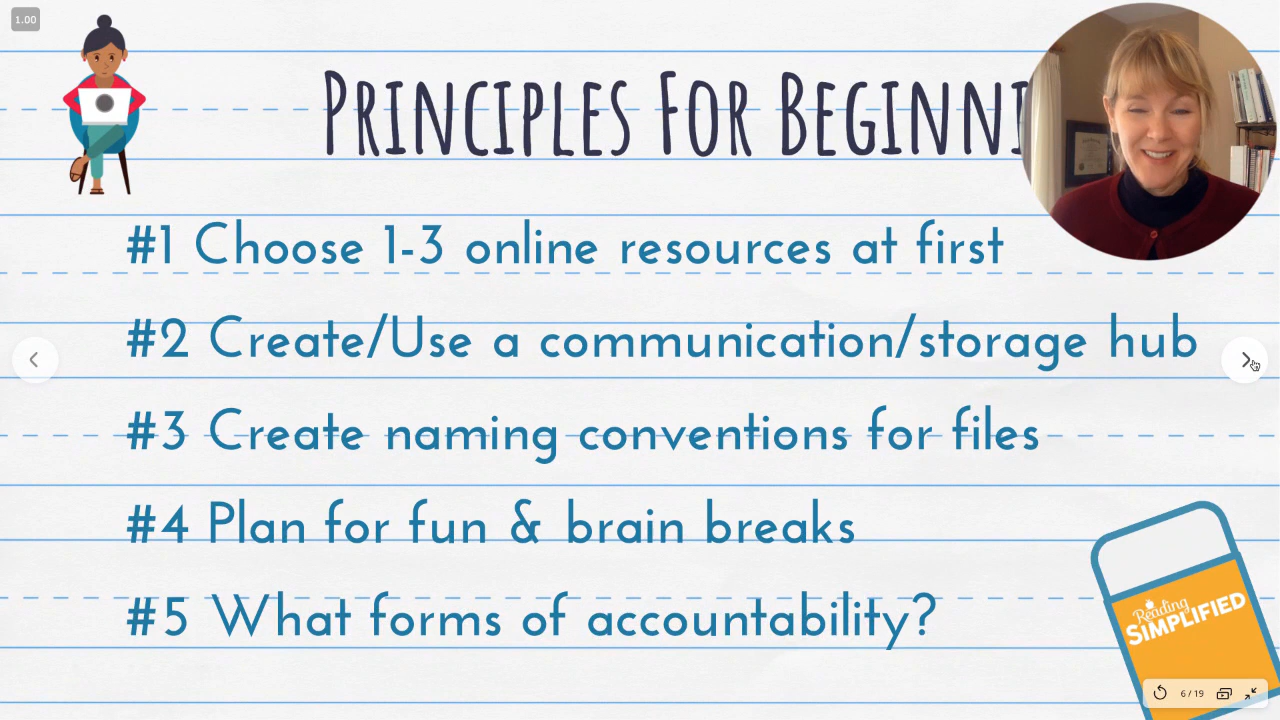 1.00
PRINCIPLES FOR BEGINNI
#1 Choose 1-3 online resources at first
#2 Create/Use a communication/storage hub
#3 Create naming conventions for files
#4 Plan for fun & brain breaks
#5 What forms of accountability?
Reading
SIMPLIFIED
6 / 19